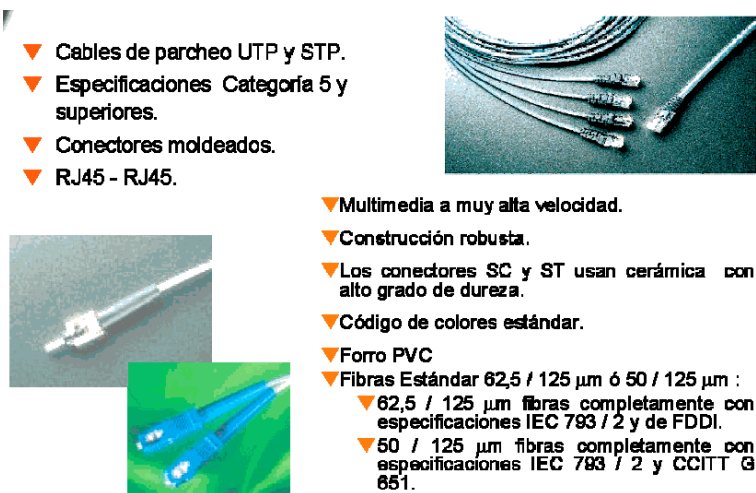 Cables de parcheo UTP y STP.
Especificaciones Categoría 5 y
superiores.
Conectores moldeados.
RJ45 - RJ45.
Multimedia a muy alta velocidad.
Construcción robusta.
Los conectores SC y ST usan cerámica con
alto grado de dureza.
Código de colores estándar.
Forro PVC
Fibras Estándar 62,5 / 125 µm ó 50 / 125 µm :
62,5 / 125 µm fibras completamente con
especificaciones IEC 793 / 2 y de FDDI.
50 / 125 µm fibras completamente con
especificaciones IEC 793 / 2 y CCITT G
651.